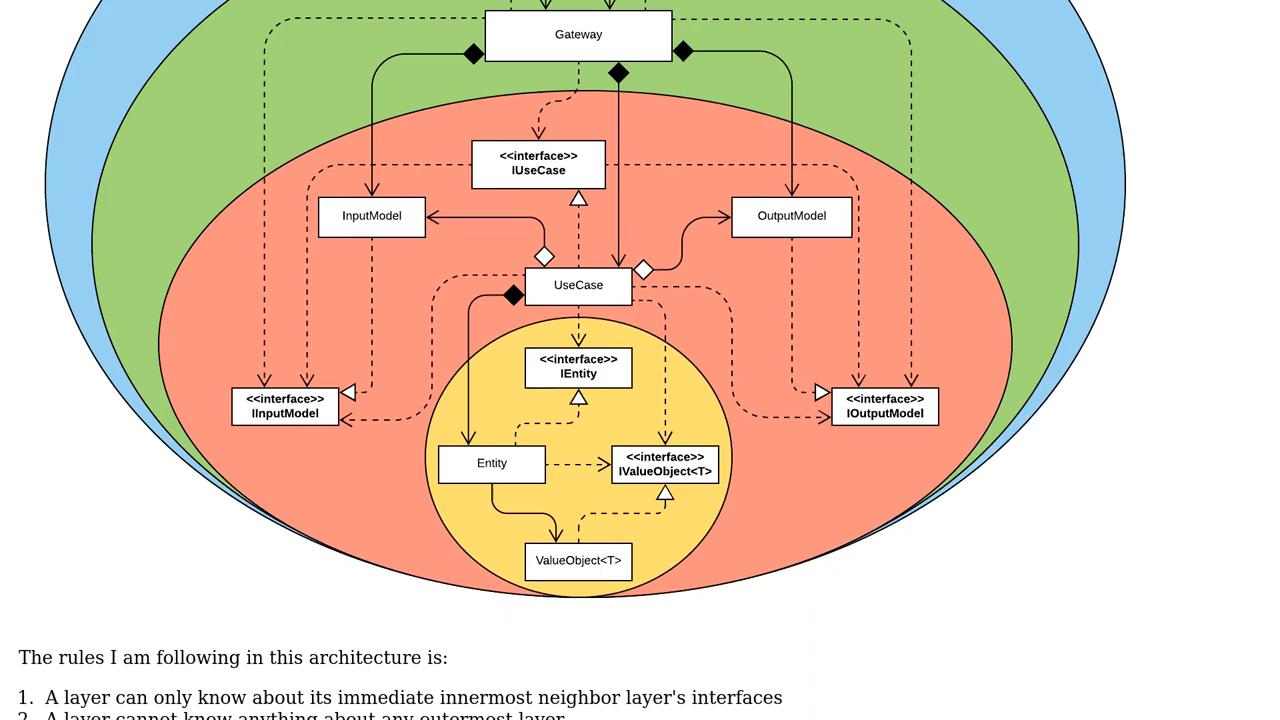 Gateway
<<interface>>
IUseCase
InputModel
OutputModel
UseCase
<<interface>>
IEntity
<<interface>>
IInputModel
<<interface>>
IOutputModel
Entity
<<interface>>
IValueObject<T>
ValueObject<T>
The rules I am following in this architecture is:
1. A layer can only know about its immediate innermost neighbor layer's interfaces
2. A layer cannot know anything about any outermost layer